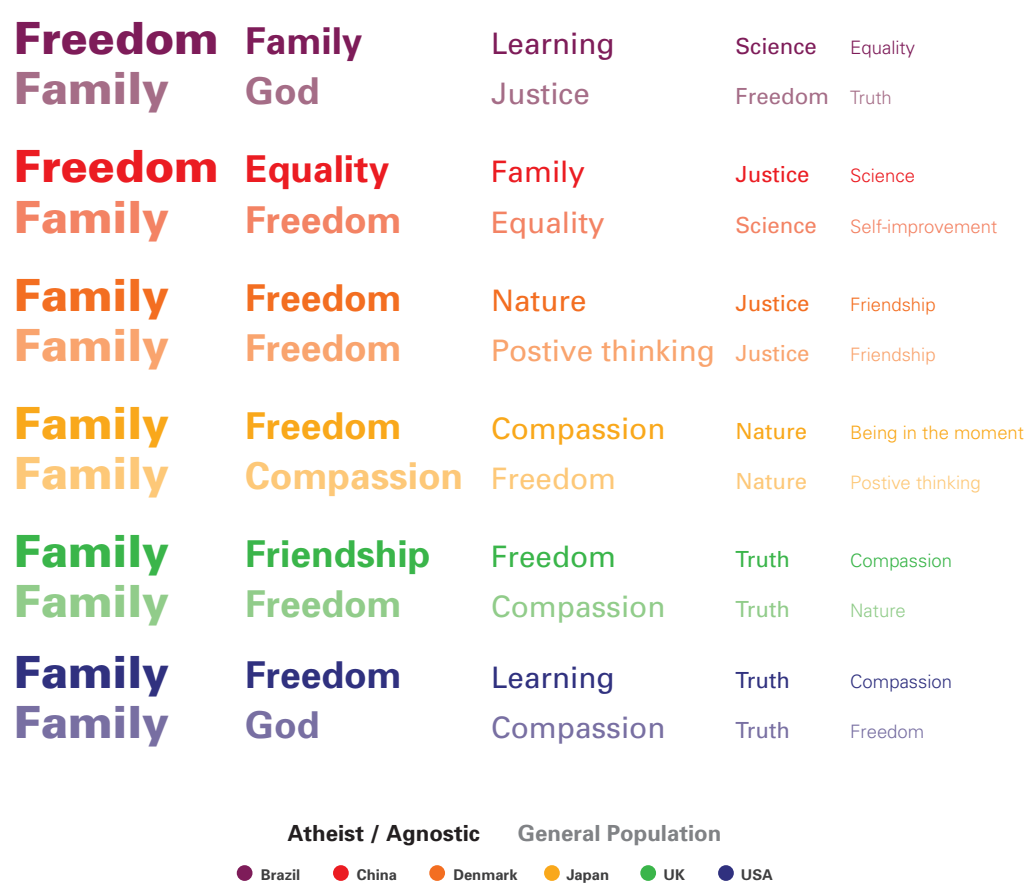 Freedom Family Learning Science Equality
Family God Justice Freedom Truth
Freedom Equality Family Justice Science
Family Freedom Equality Science Self-improvement
Family Freedom Nature Justice Friendship
Family Freedom Postive thinking Justice Friendship
Family Freedom Compassion Nature Being in the moment
Family Compassion Freedom Nature Postive thinking
Family Friendship Freedom Truth Compassion
Family Freedom Compassion Truth Nature
Family Freedom Learning Truth Compassion
Family God Compassion Truth Freedom
Atheist / Agnostic General Population
Brazil China Denmark Japan UK USA